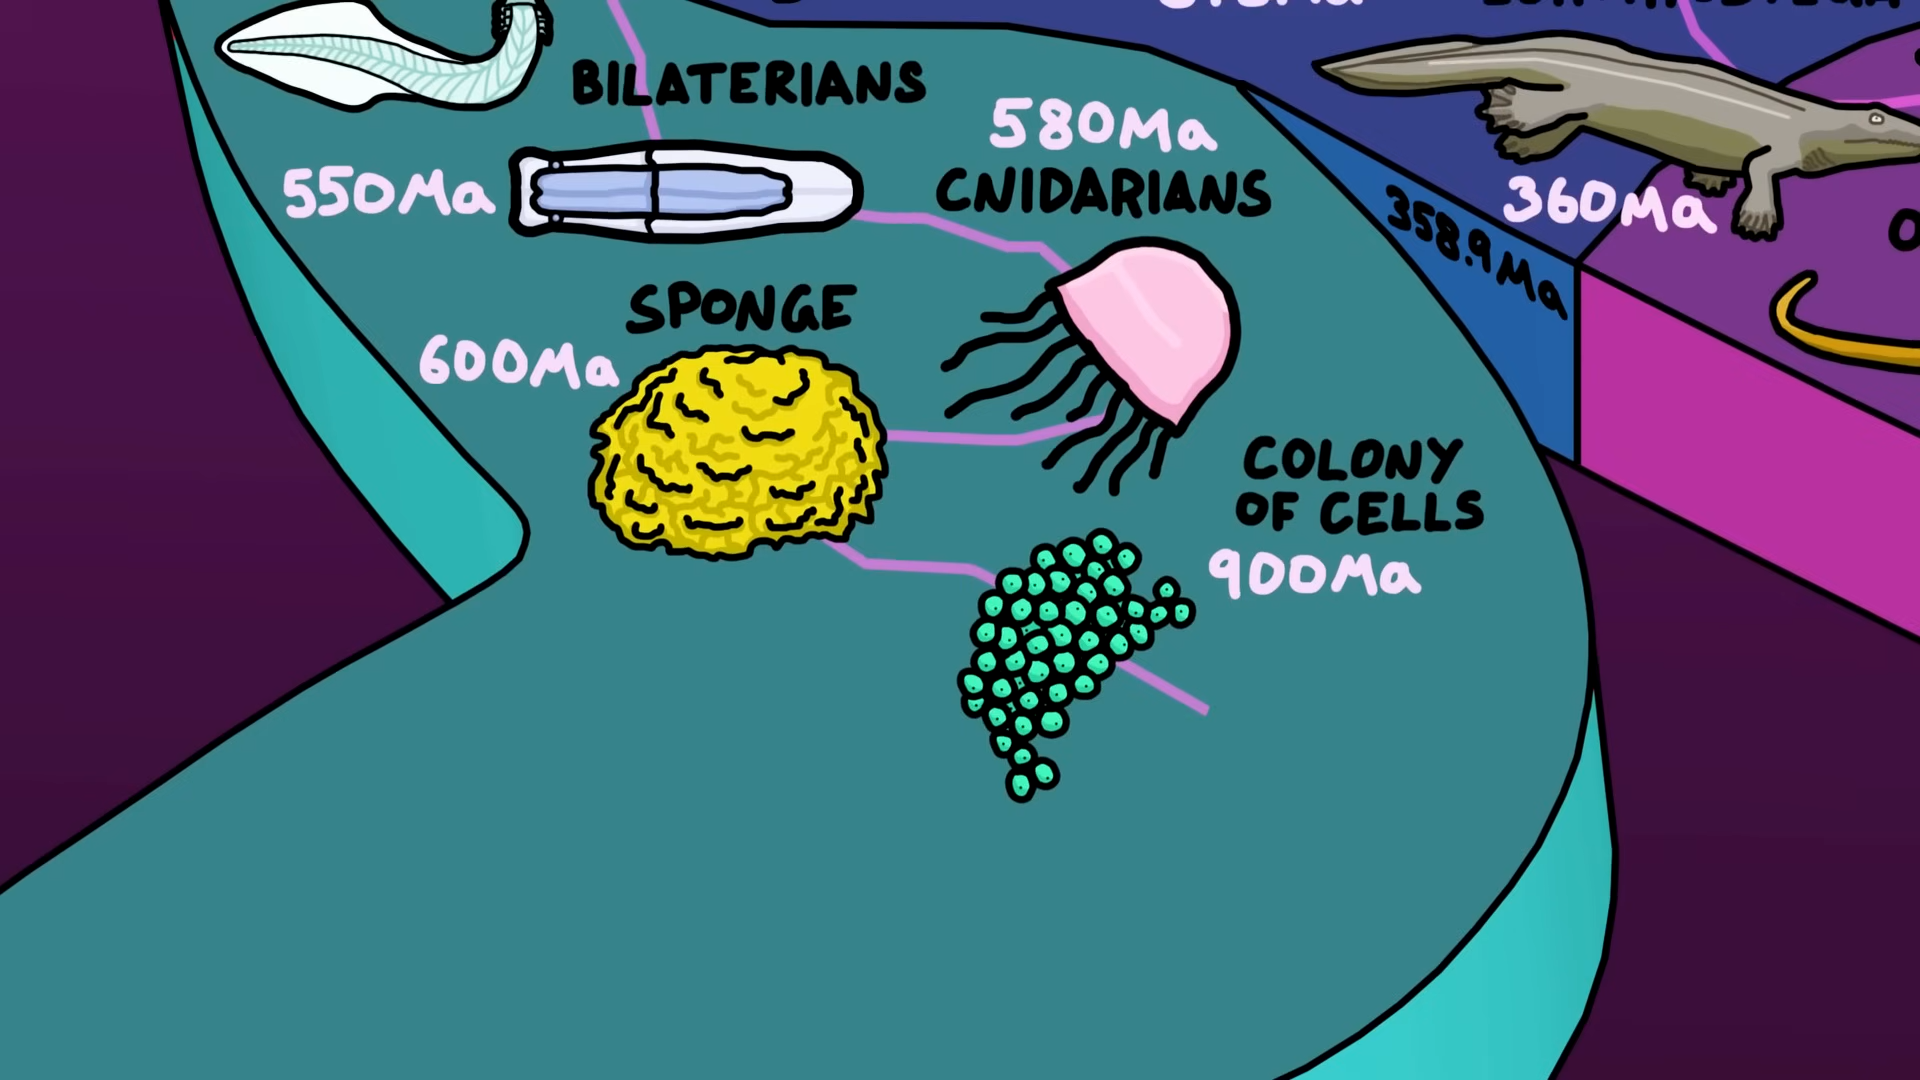 BILATERIANS
550Ma
580Ma
CNIDARIANS
358.9Ma
360Ma
SPONGE
600Ma
COLONY
OF CELLS
900Ma